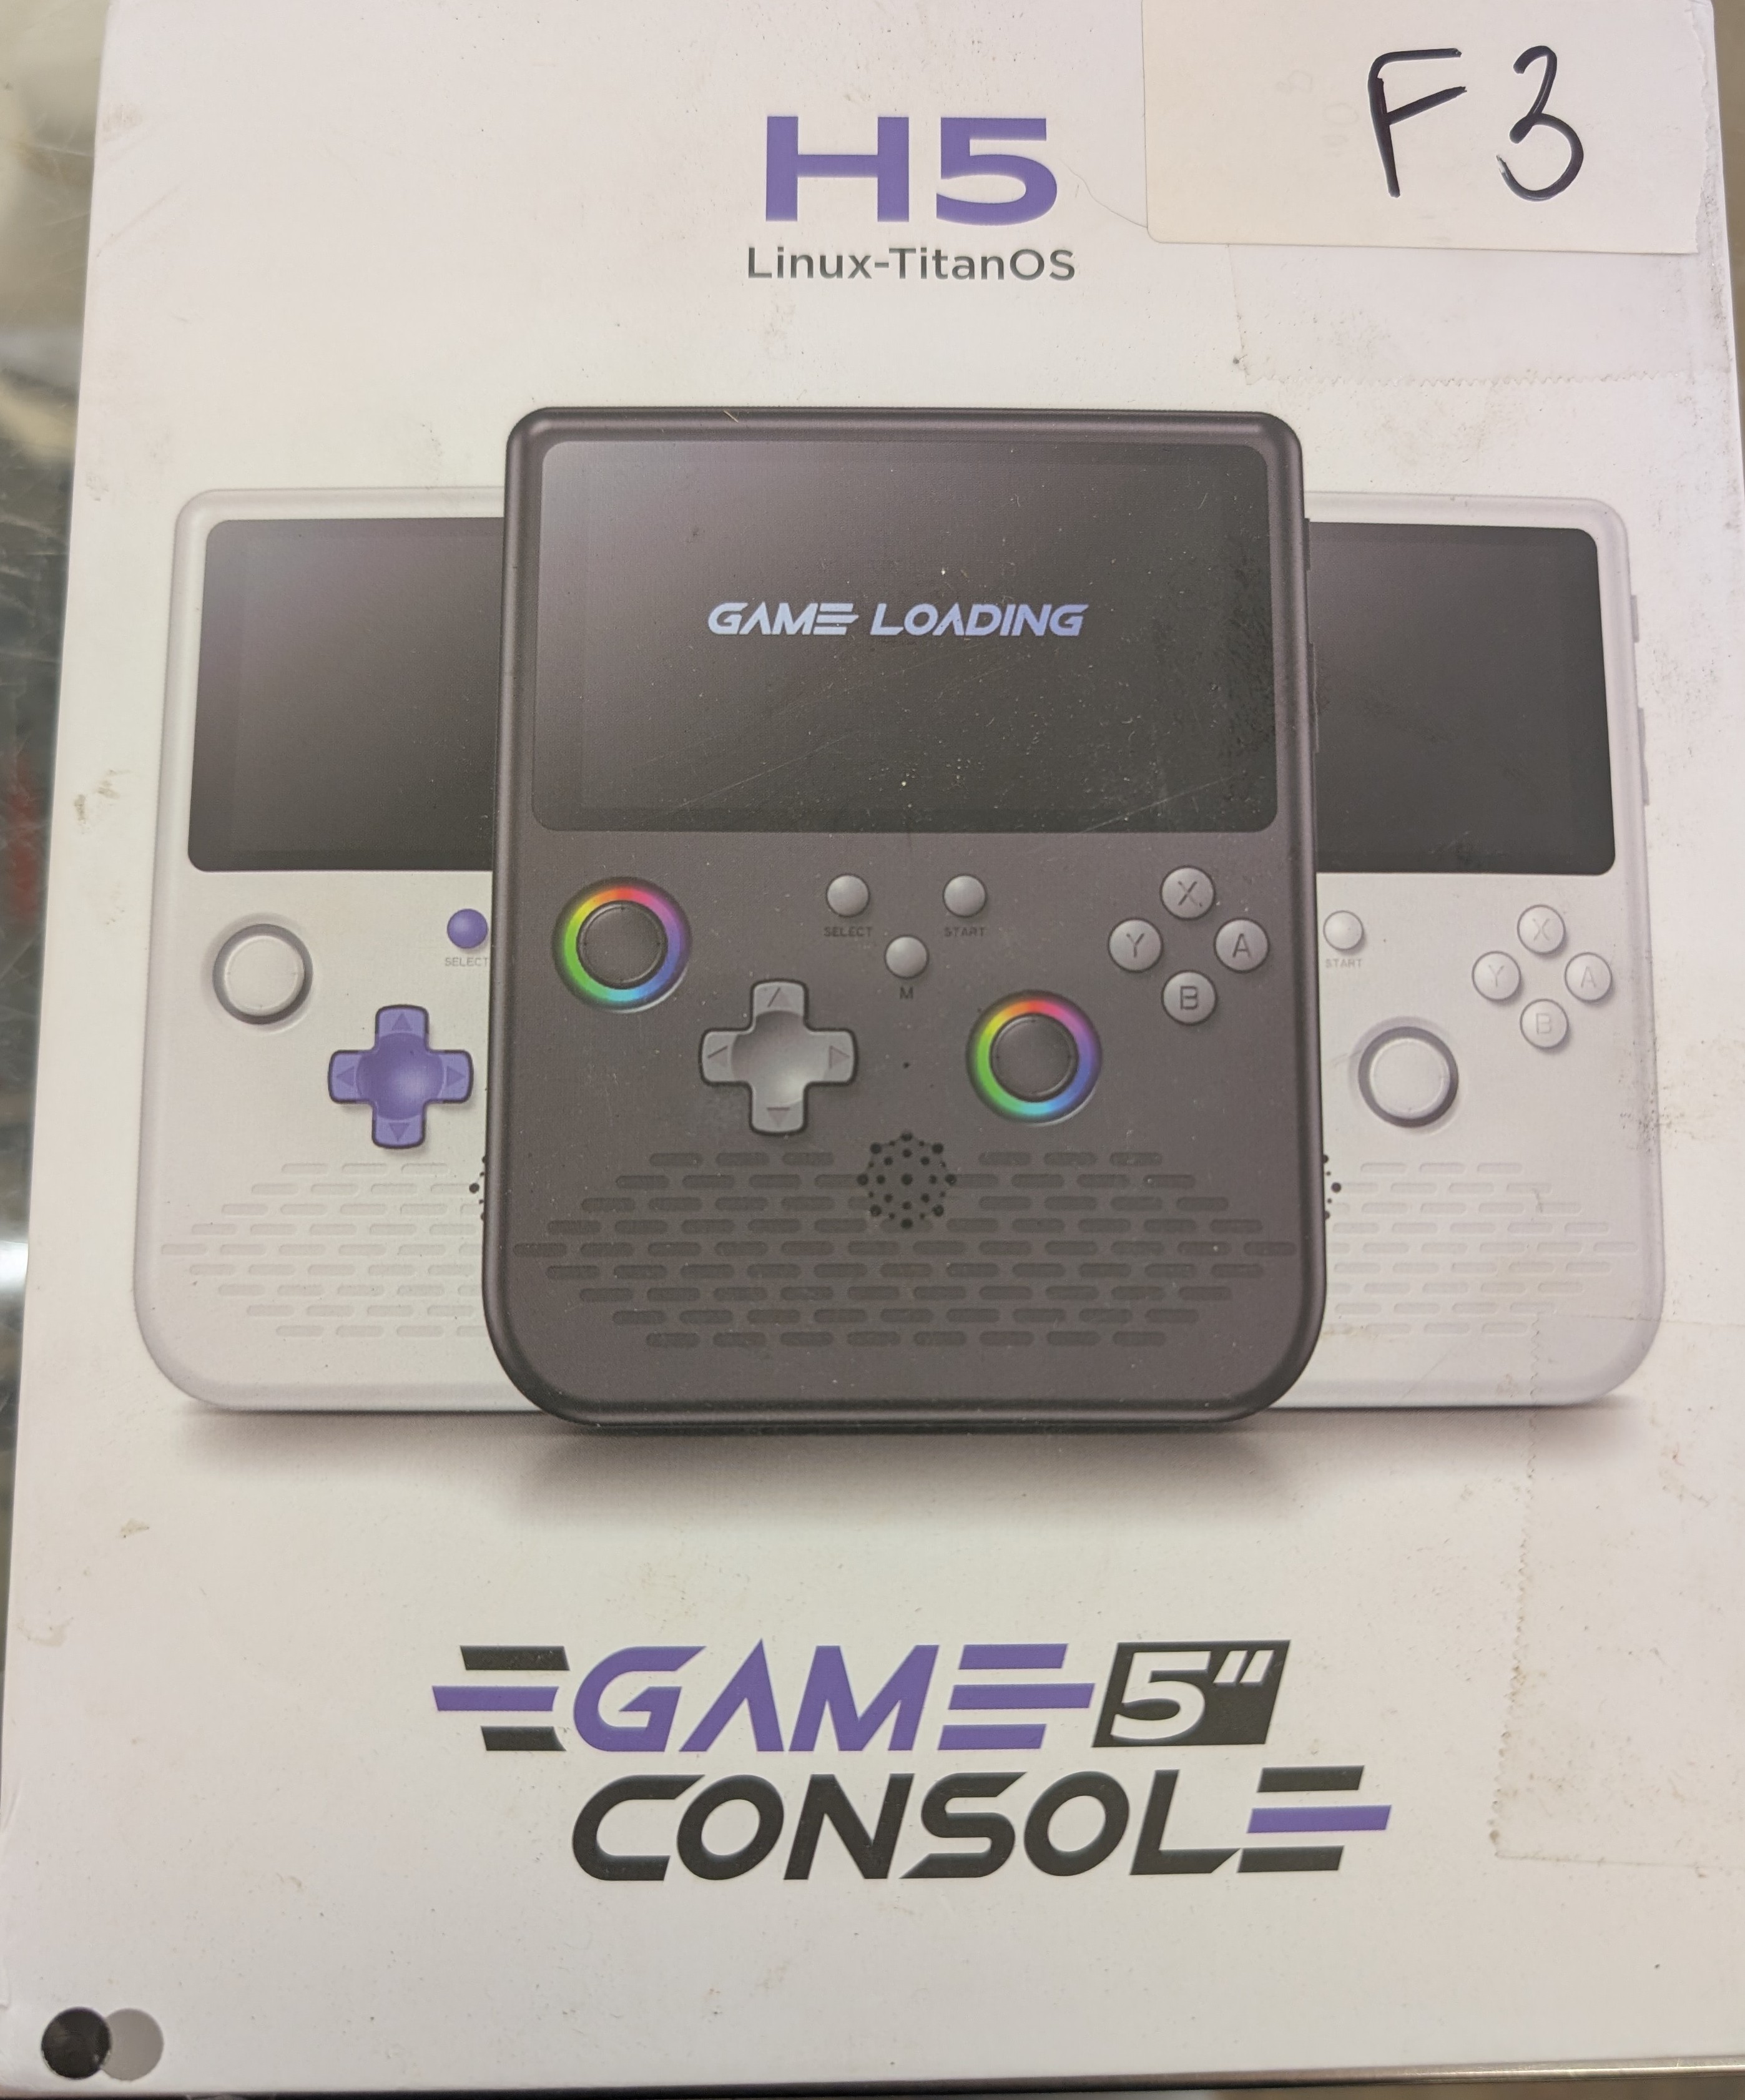 F3
H5
Linux-TitanOS
GAME LOADING
SELECT
START
M
X
Y
A
B
SELECT
START
X
Y
A
B
GAME 5"
CONSOLE